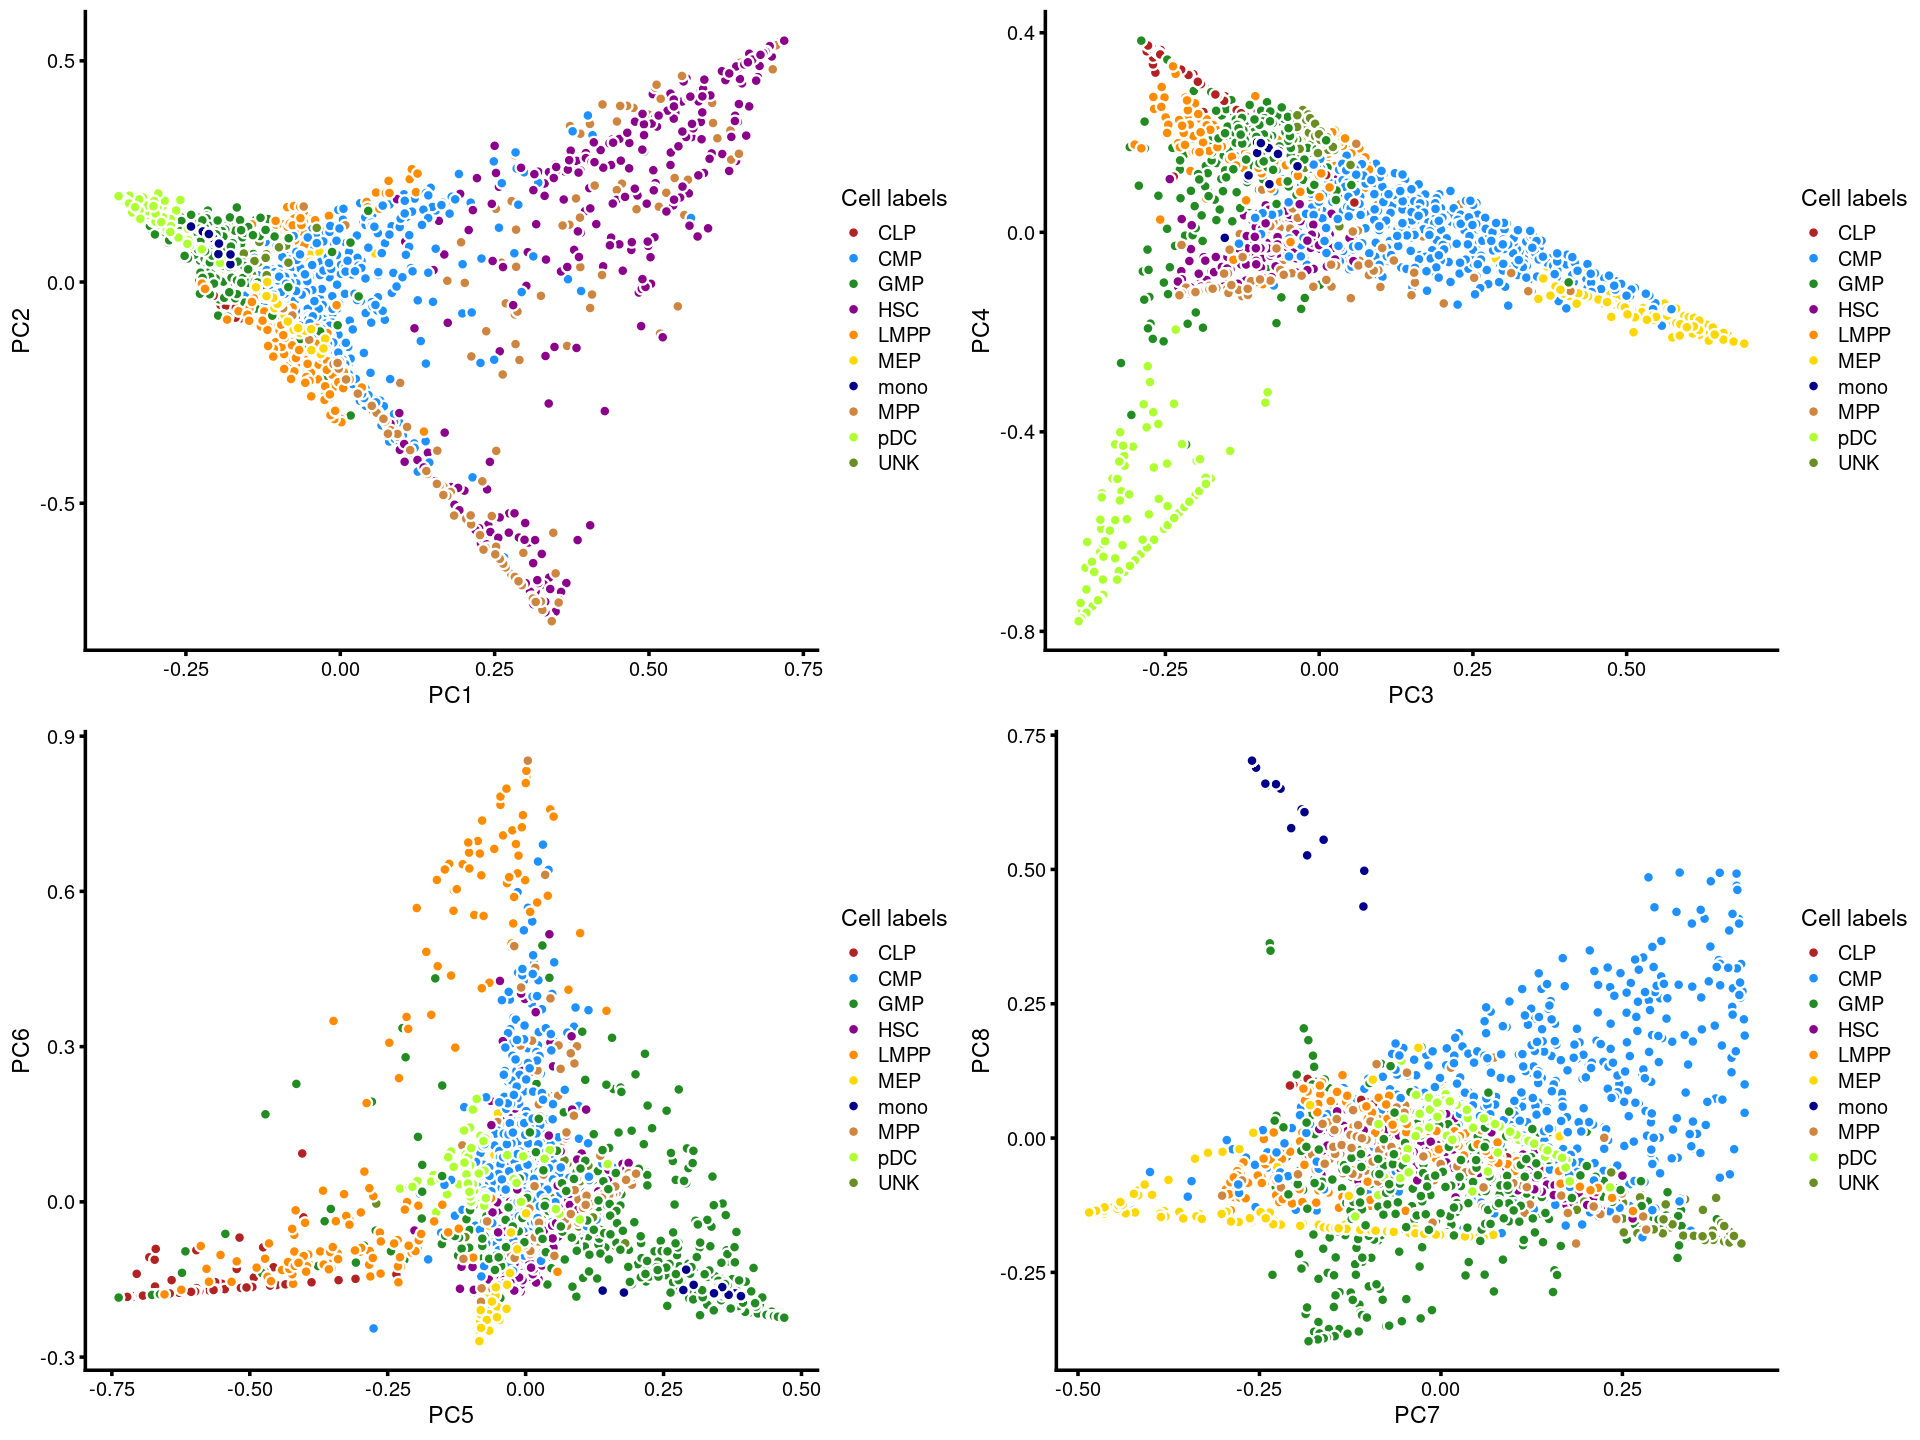 0.5
0.0
-0.5
PC2
-0.25
0.00
0.25
0.50
0.75
PC1
Cell labels
CLP
CMP
GMP
HSC
LMPP
MEP
mono
MPP
pDC
UNK
0.4
0.0
-0.4
-0.8
PC4
-0.25
0.00
0.25
0.50
PC3
Cell labels
CLP
CMP
GMP
HSC
LMPP
MEP
mono
MPP
pDC
UNK
0.9
0.6
0.3
0.0
-0.3
PC6
-0.75
-0.50
-0.25
0.00
0.25
0.50
PC5
Cell labels
CLP
CMP
GMP
HSC
LMPP
MEP
mono
MPP
pDC
UNK
0.75
0.50
0.25
0.00
-0.25
PC8
-0.50
-0.25
0.00
0.25
PC7
Cell labels
CLP
CMP
GMP
HSC
LMPP
MEP
mono
MPP
pDC
UNK